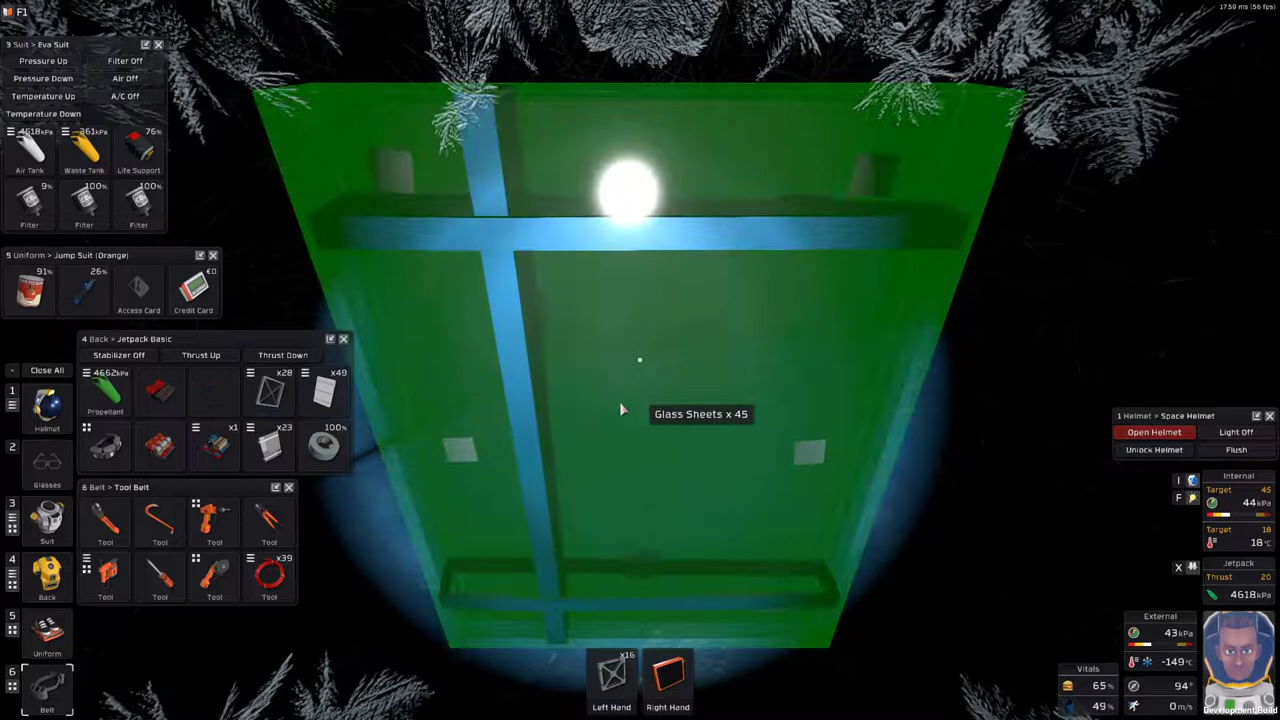 F1
17.59 ms (56 fps)
3 Suit > Eva Suit
Pressure Up Filter Off
Pressure Down Air Off
Temperature Up A/C Off
Temperature Down
4618kPa 361kPa 76%
Air Tank Waste Tank Life Support
9% 100% 100%
Filter Filter Filter
5 Uniform > Jump Suit (Orange)
91% 26% €0
Access Card Credit Card
4 Back > Jetpack Basic
Stabilizer Off Thrust Up Thrust Down
4662kPa x28 x49
Propellant
x1 x23 100%
6 Belt > Tool Belt
Tool Tool Tool Tool
x39
Tool Tool Tool Tool
Close All
1
Helmet
2
Glasses
3
Suit
4
Back
5
Uniform
6
Belt
Glass Sheets x 45
x16
Left Hand Right Hand
1 Helmet > Space Helmet
Open Helmet Light Off
Unlock Helmet Flush
I
F
Internal
Target 45
44 kPa
Target 18
18°C
X
Jetpack
Thrust 20
4618kPa
External
43 kPa
-149°C
94°
0 m/s
Vitals
65 %
49 %
Development Build